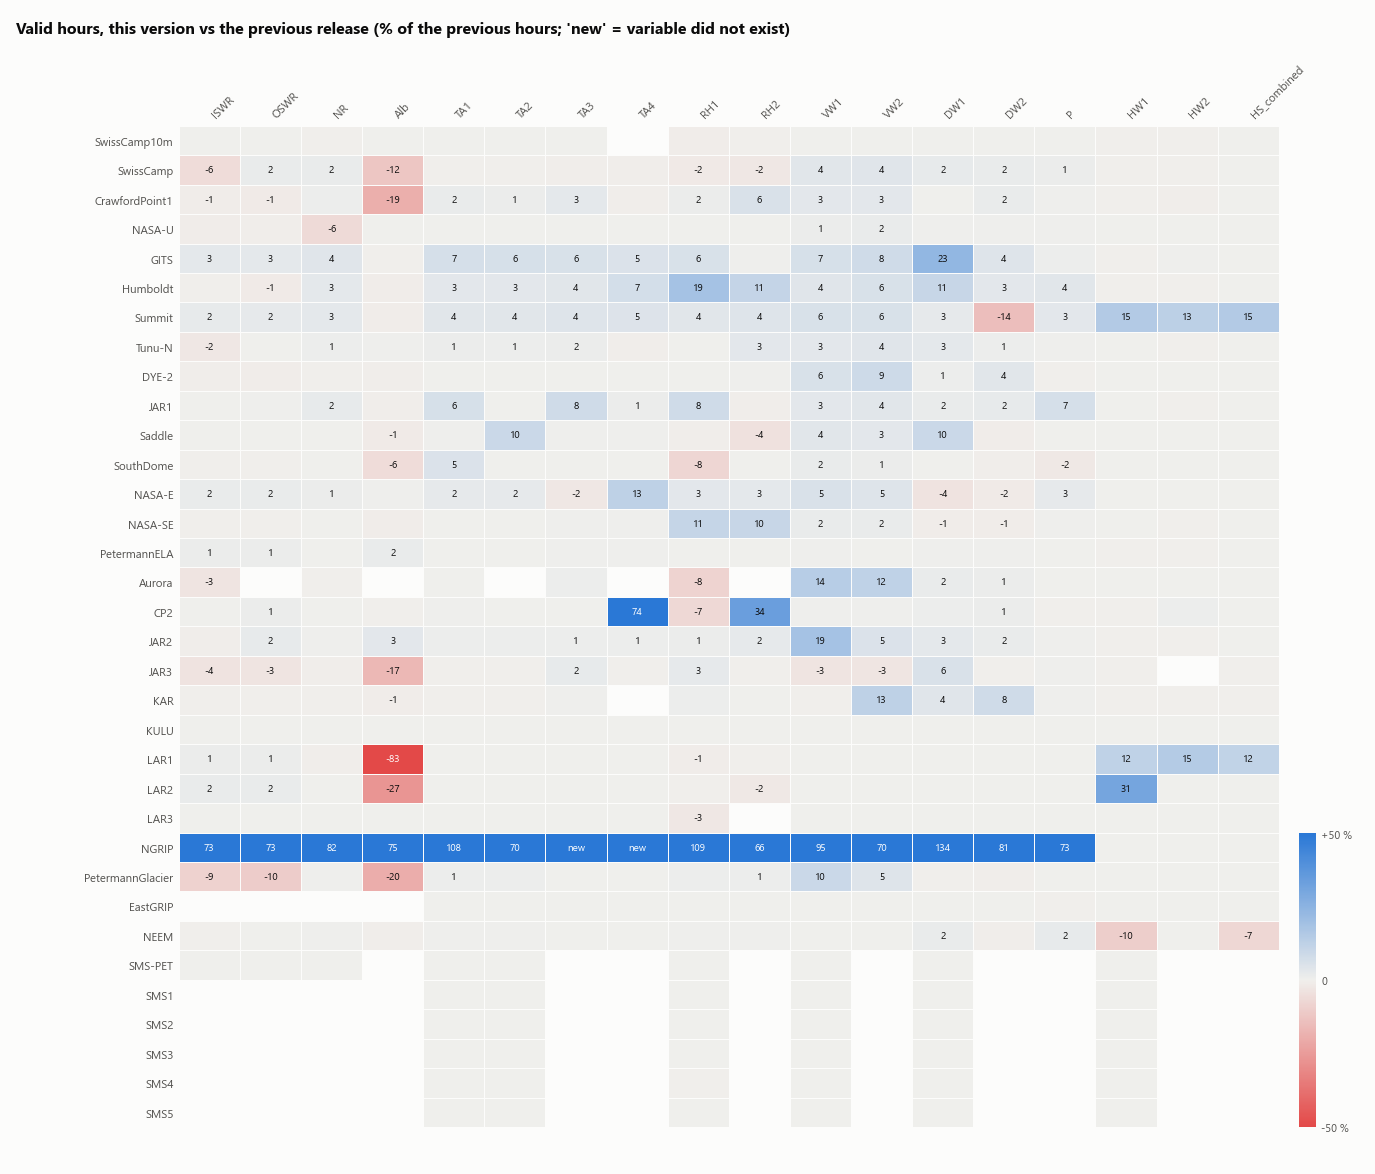 Valid hours, this version vs the previous release (% of the previous hours; 'new' = variable did not exist)
ISWR OSWR NR Alb TA1 TA2 TA3 TA4 RH1 RH2 VW1 VW2 DW1 DW2 P HW1 HW2 HS_combined
SwissCamp10m
SwissCamp -6 2 2 -12 -2 -2 4 4 2 2 1
CrawfordPoint1 -1 -1 -19 2 1 3 2 6 3 3 2
NASA-U -6 1 2
GITS 3 3 4 7 6 6 5 6 7 8 23 4
Humboldt -1 3 3 3 4 7 19 11 4 6 11 3 4
Summit 2 2 3 4 4 4 5 4 4 6 6 3 -14 3 15 13 15
Tunu-N -2 1 1 1 2 3 3 4 3 1
DYE-2 6 9 1 4
JAR1 2 6 8 1 8 3 4 2 2 7
Saddle -1 10 -4 4 3 10
SouthDome -6 5 -8 2 1 -2
NASA-E 2 2 1 2 2 -2 13 3 3 5 5 -4 -2 3
NASA-SE 11 10 2 2 -1 -1
PetermannELA 1 1 2
Aurora -3 -8 14 12 2 1
CP2 1 74 -7 34 1
JAR2 2 3 1 1 1 2 19 5 3 2
JAR3 -4 -3 -17 2 3 -3 -3 6
KAR -1 13 4 8
KULU
LAR1 1 1 -83 -1 12 15 12
LAR2 2 2 -27 -2 31
LAR3 -3
NGRIP 73 73 82 75 108 70 new new 109 66 95 70 134 81 73
+50 %
PetermannGlacier -9 -10 -20 1 1 10 5
EastGRIP
NEEM 2 2 -10 -7
SMS-PET
0
SMS1
SMS2
SMS3
SMS4
SMS5
-50 %